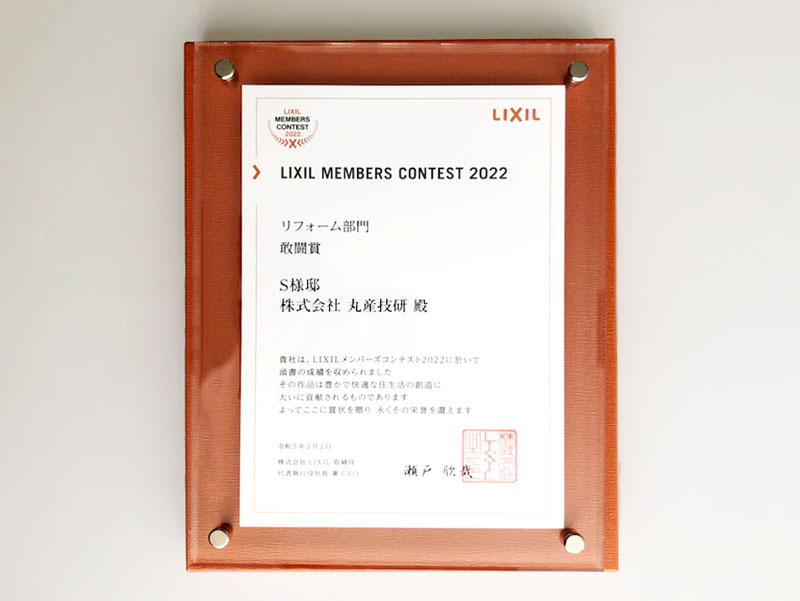 LIXIL
MEMBERS
CONTEST
2022
LIXIL
LIXIL MEMBERS CONTEST 2022
リフォーム部門
敢闘賞
S様邸
株式会社 丸産技研 殿
貴社は、LIXILメンバーズコンテスト2022に於いて
頭書の成績を収められました
その作品は豊かで快適な住生活の創造に
大いに貢献されるものであります
よってここに賞状を贈り 永くその栄誉を讃えます
令和5年2月2日
株式会社 LIXIL 取締役
代表執行役社長 兼 CEO
瀬戸 欣哉